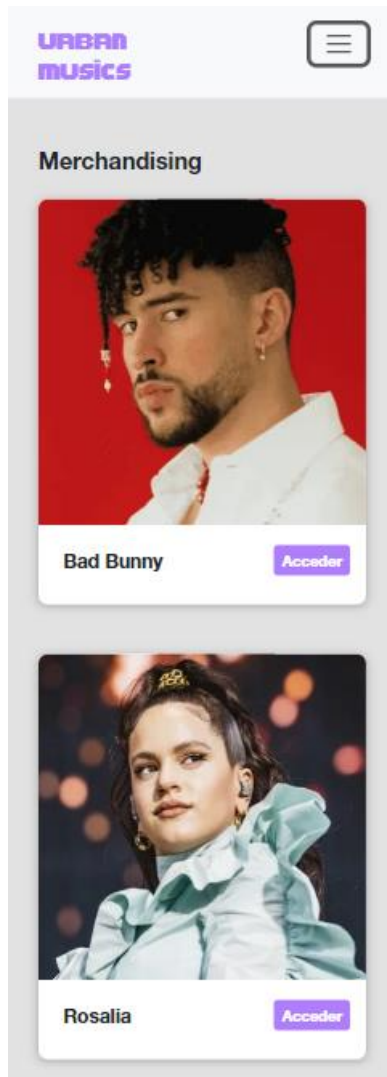 URBAN
musics
Merchandising
Bad Bunny
Acceder
Rosalia
Acceder